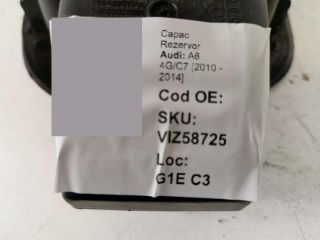 Capac
Rezervor
Audi: A6
4G/C7 [2010 -
2014]
Cod OE:
SKU:
VIZ58725
Loc:
G1E C3